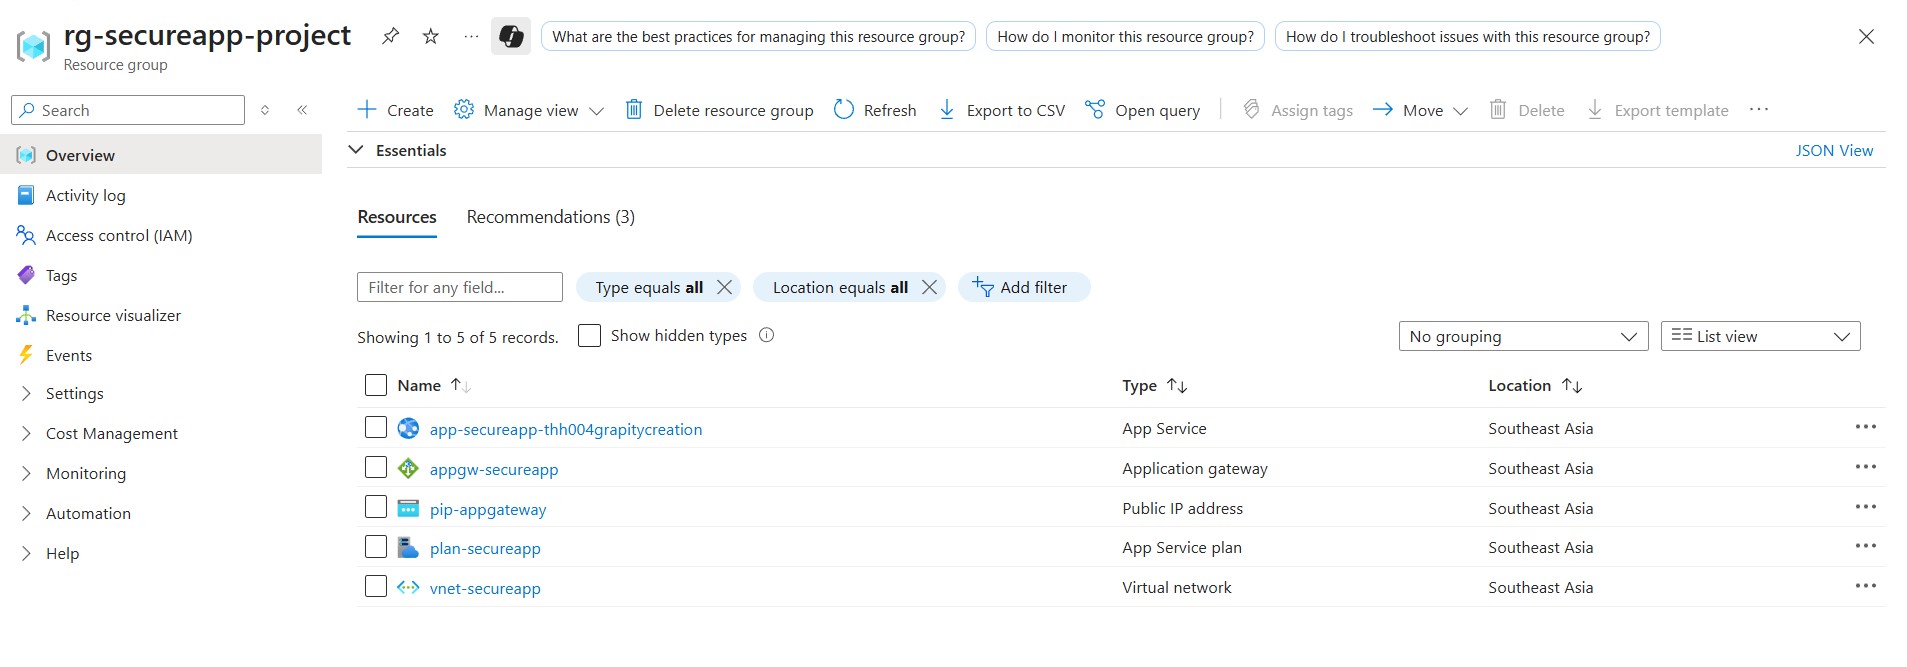 rg-secureapp-project
Resource group
What are the best practices for managing this resource group?
How do I monitor this resource group?
How do I troubleshoot issues with this resource group?
Search
Overview
Activity log
Access control (IAM)
Tags
Resource visualizer
Events
Settings
Cost Management
Monitoring
Automation
Help
Create
Manage view
Delete resource group
Refresh
Export to CSV
Open query
Assign tags
Move
Delete
Export template
Essentials
JSON View
Resources
Recommendations (3)
Filter for any field...
Type equals all
Location equals all
Add filter
Showing 1 to 5 of 5 records.
Show hidden types
No grouping
List view
Name Type Location
app-secureapp-thh004grapitycreation App Service Southeast Asia
appgw-secureapp Application gateway Southeast Asia
pip-appgateway Public IP address Southeast Asia
plan-secureapp App Service plan Southeast Asia
vnet-secureapp Virtual network Southeast Asia